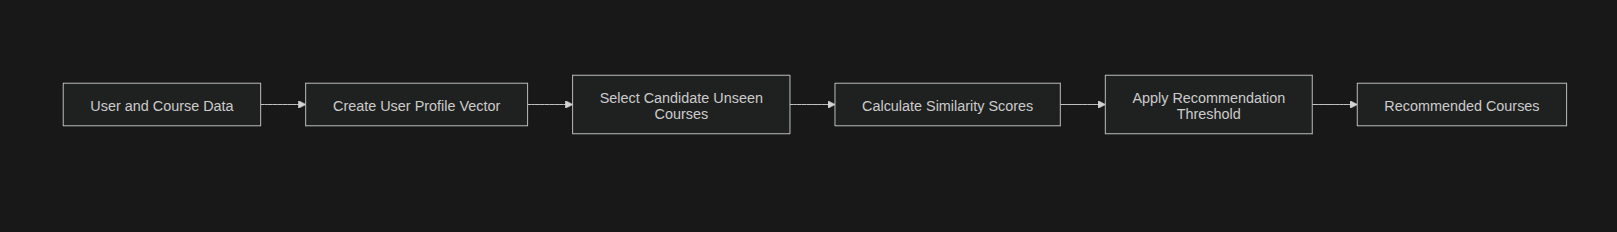 User and Course Data
Create User Profile Vector
Select Candidate Unseen
Courses
Calculate Similarity Scores
Apply Recommendation
Threshold
Recommended Courses